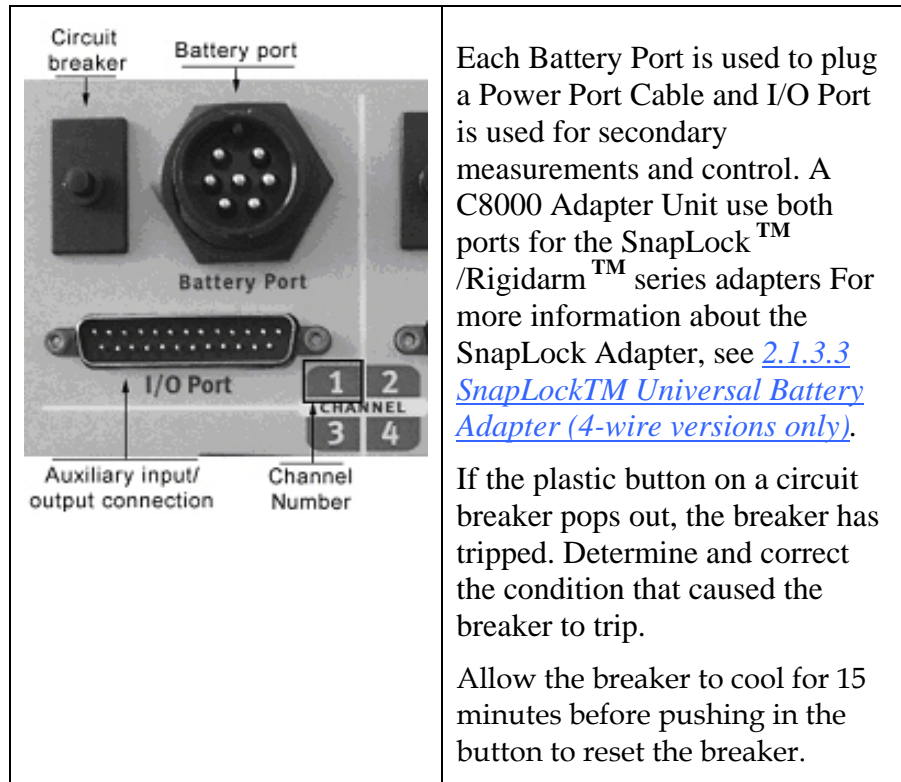 Circuit
breaker
Battery port
Battery Port
I/O Port
1 2
CHANNEL
3 4
Auxiliary input/
output connection
Channel
Number
Each Battery Port is used to plug
a Power Port Cable and I/O Port
is used for secondary
measurements and control. A
C8000 Adapter Unit use both
ports for the SnapLock TM
/Rigidarm TM series adapters For
more information about the
SnapLock Adapter, see 2.1.3.3
SnapLockTM Universal Battery
Adapter (4-wire versions only).
If the plastic button on a circuit
breaker pops out, the breaker has
tripped. Determine and correct
the condition that caused the
breaker to trip.
Allow the breaker to cool for 15
minutes before pushing in the
button to reset the breaker.